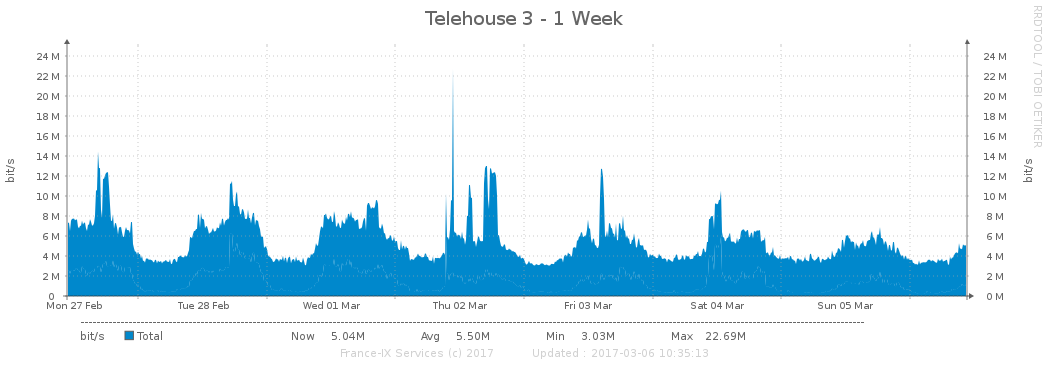 Telehouse 3 - 1 Week
RRDTOOL / TOBI OETIKER
bit/s
24 M 24 M
22 M 22 M
20 M 20 M
18 M 18 M
16 M 16 M
14 M 14 M
12 M 12 M
10 M 10 M
8 M 8 M
6 M 6 M
4 M 4 M
2 M 2 M
0 0 M
bit/s
Mon 27 Feb Tue 28 Feb Wed 01 Mar Thu 02 Mar Fri 03 Mar Sat 04 Mar Sun 05 Mar
bit/s Total Now 5.04M Avg 5.50M Min 3.03M Max 22.69M
France-IX Services (c) 2017 Updated : 2017-03-06 10:35:13